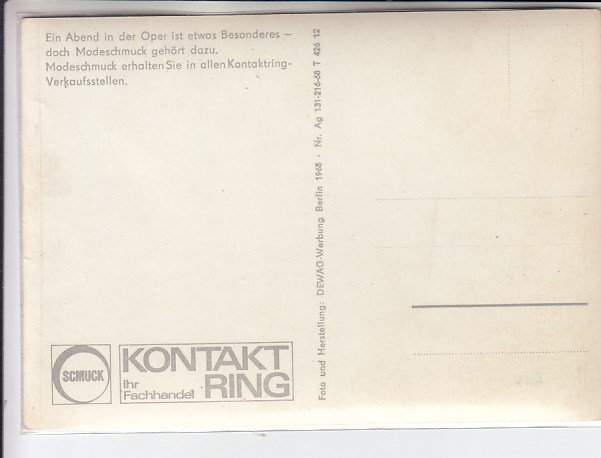 Ein Abend in der Oper ist etwas Besonderes –
doch Modeschmuck gehört dazu.
Modeschmuck erhalten Sie in allen Kontaktring-
Verkaufsstellen.
SCMUCK
KONTAKT
Ihr
Fachhandel
RING
Foto und Herstellung: DEWAG-Werbung Berlin 1968 · Nr. Ag 131-216-68 T 426 12